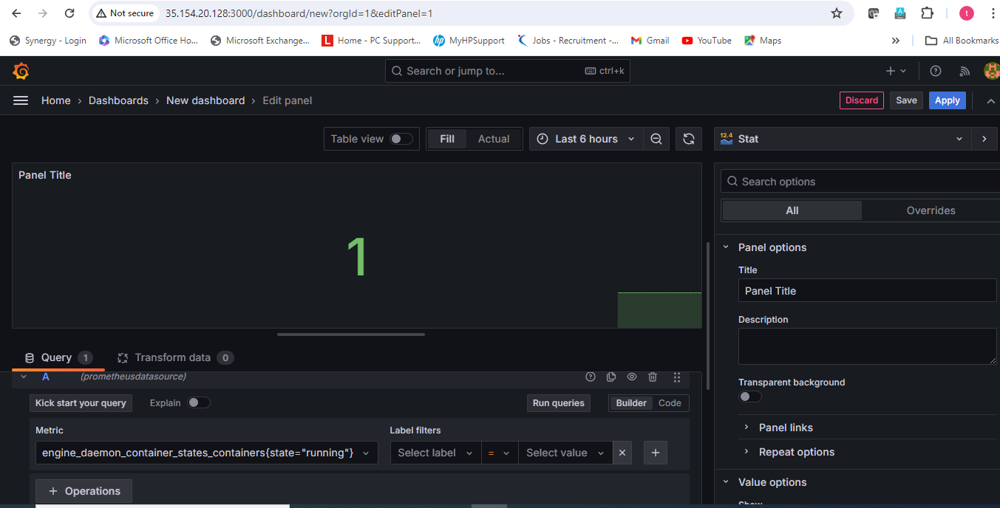 Not secure 35.154.20.128:3000/dashboard/new?orgId=1&editPanel=1 t
Synergy - Login Microsoft Office Ho... Microsoft Exchange... L Home - PC Support... hp MyHPSupport Jobs - Recruitment -... Gmail YouTube Maps » All Bookmarks
Search or jump to... ctrl+k
Home › Dashboards › New dashboard › Edit panel Discard Save Apply
Table view Fill Actual Last 6 hours 12.4 Stat
Panel Title
1
Search options
All Overrides
Panel options
Title
Panel Title
Description
Transparent background
Panel links
Repeat options
Value options
Query 1 Transform data 0
A (prometheusdatasource)
Kick start your query Explain Run queries Builder Code
Metric Label filters
engine_daemon_container_states_containers{state="running"} Select label = Select value
+ Operations